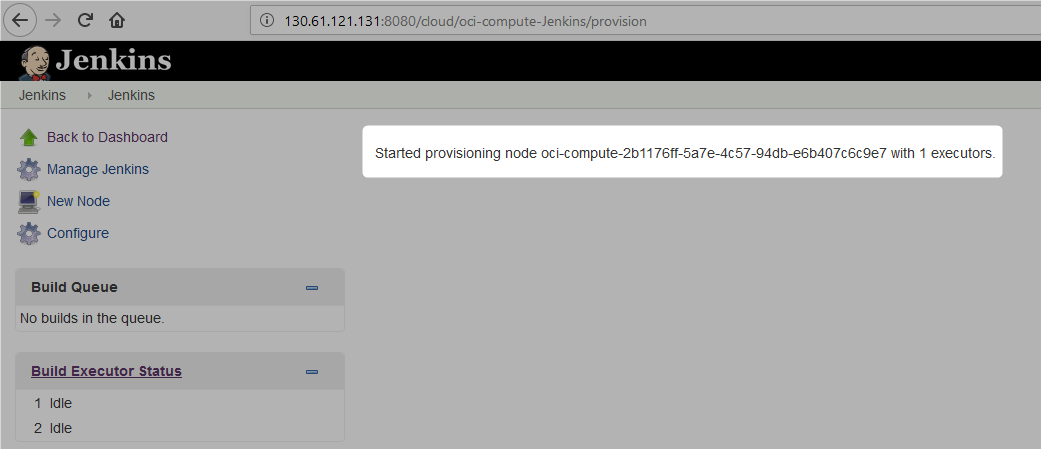 130.61.121.131:8080/cloud/oci-compute-Jenkins/provision
Jenkins
Jenkins Jenkins
Back to Dashboard
Manage Jenkins
New Node
Configure
Started provisioning node oci-compute-2b1176ff-5a7e-4c57-94db-e6b407c6c9e7 with 1 executors.
Build Queue
No builds in the queue.
Build Executor Status
1 Idle
2 Idle